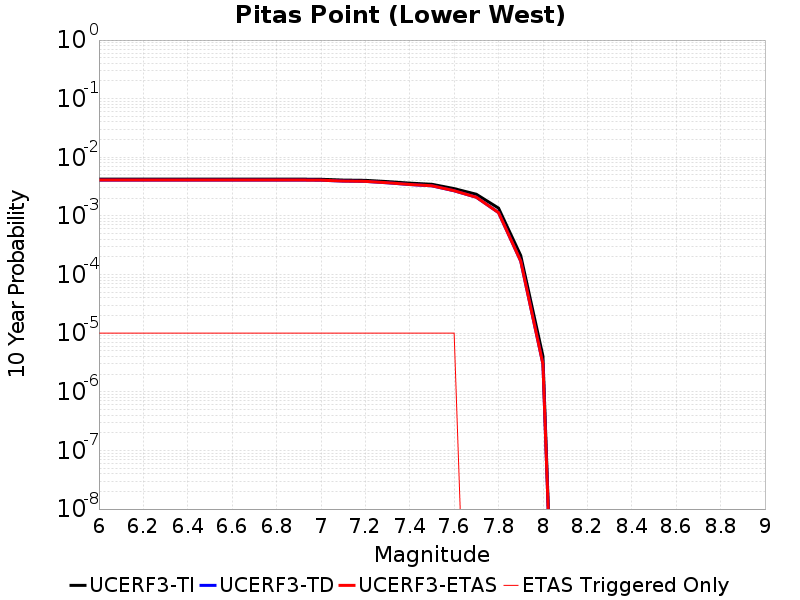 Pitas Point (Lower West)
10 Year Probability
10^0
10^-1
10^-2
10^-3
10^-4
10^-5
10^-6
10^-7
10^-8
6 6.2 6.4 6.6 6.8 7 7.2 7.4 7.6 7.8 8 8.2 8.4 8.6 8.8 9
Magnitude
UCERF3-TI UCERF3-TD UCERF3-ETAS ETAS Triggered Only